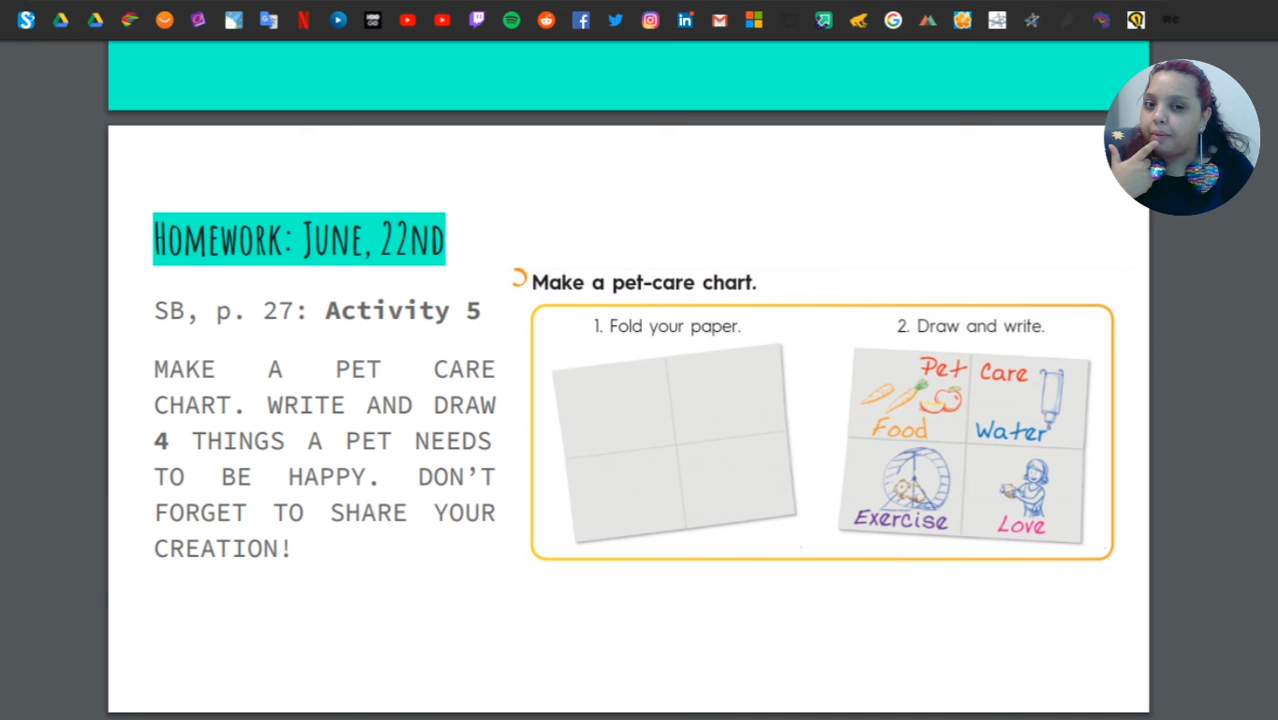 Homework: June, 22nd
SB, p. 27: Activity 5
MAKE A PET CARE
CHART. WRITE AND DRAW
4 THINGS A PET NEEDS
TO BE HAPPY. DON'T
FORGET TO SHARE YOUR
CREATION!
Make a pet-care chart.
1. Fold your paper.
2. Draw and write.
Pet Care
Food
Water
Exercise
Love